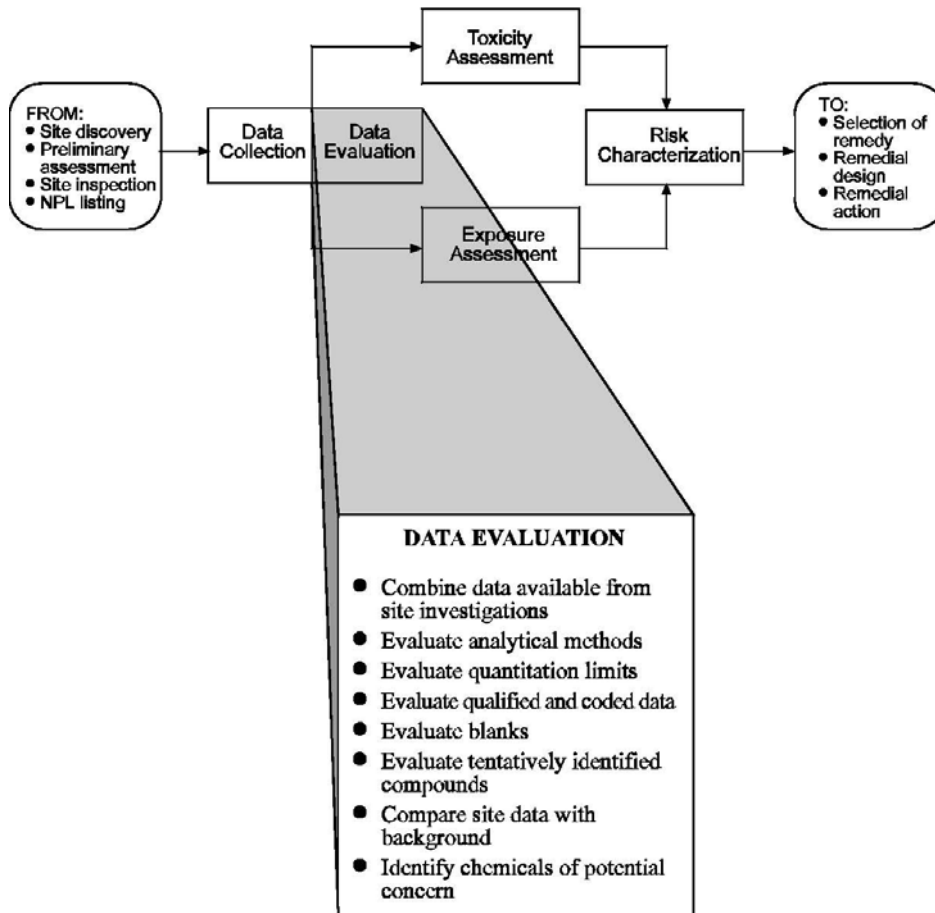 Toxicity
Assessment
FROM:
● Site discovery
● Preliminary
assessment
● Site inspection
● NPL listing
Data
Collection
Data
Evaluation
Risk
Characterization
TO:
● Selection of
remedy
● Remedial
design
● Remedial
action
Exposure
Assessment
DATA EVALUATION
● Combine data available from
site investigations
● Evaluate analytical methods
● Evaluate quantitation limits
● Evaluate qualified and coded data
● Evaluate blanks
● Evaluate tentatively identified
compounds
● Compare site data with
background
● Identify chemicals of potential
concern